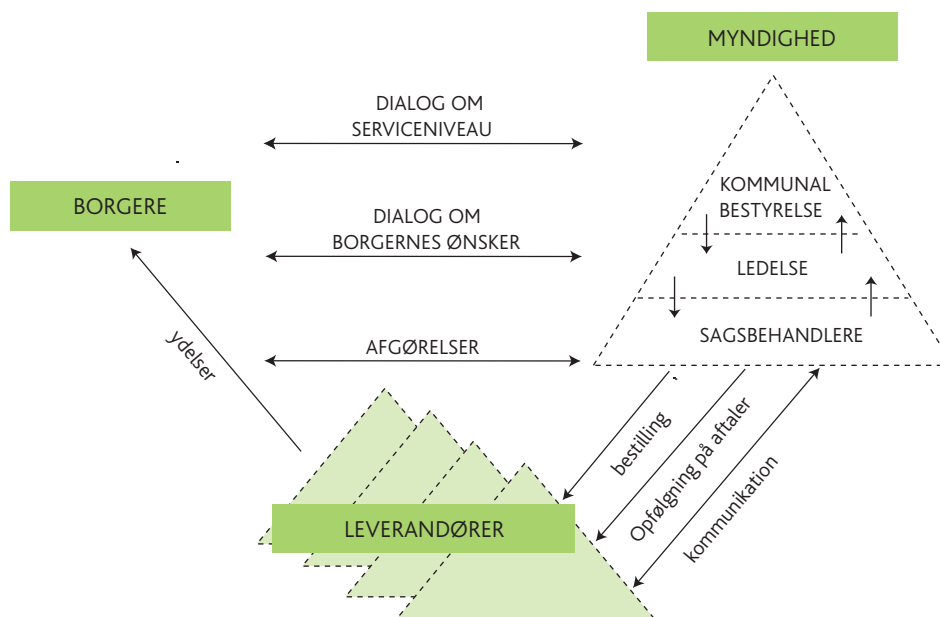 MYNDIGHED
DIALOG OM
SERVICENIVEAU
BORGERE
KOMMUNAL
BESTYRELSE
DIALOG OM
BORGERNES ØNSKER
LEDELSE
ydelser
AFGØRELSER
SAGSBEHANDLERE
bestilling
Opfølgning på aftaler
kommunikation
LEVERANDØRER